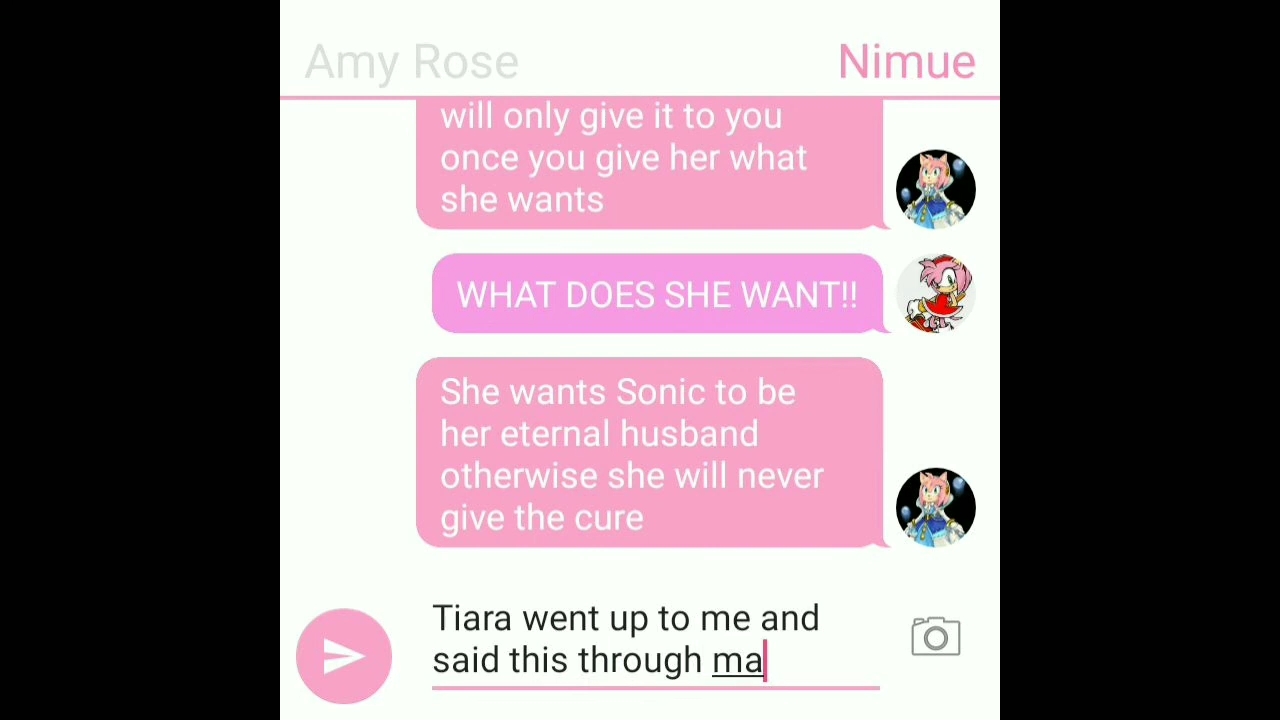 Amy Rose
Nimue
will only give it to you
once you give her what
she wants
WHAT DOES SHE WANT!!
She wants Sonic to be
her eternal husband
otherwise she will never
give the cure
Tiara went up to me and
said this through ma